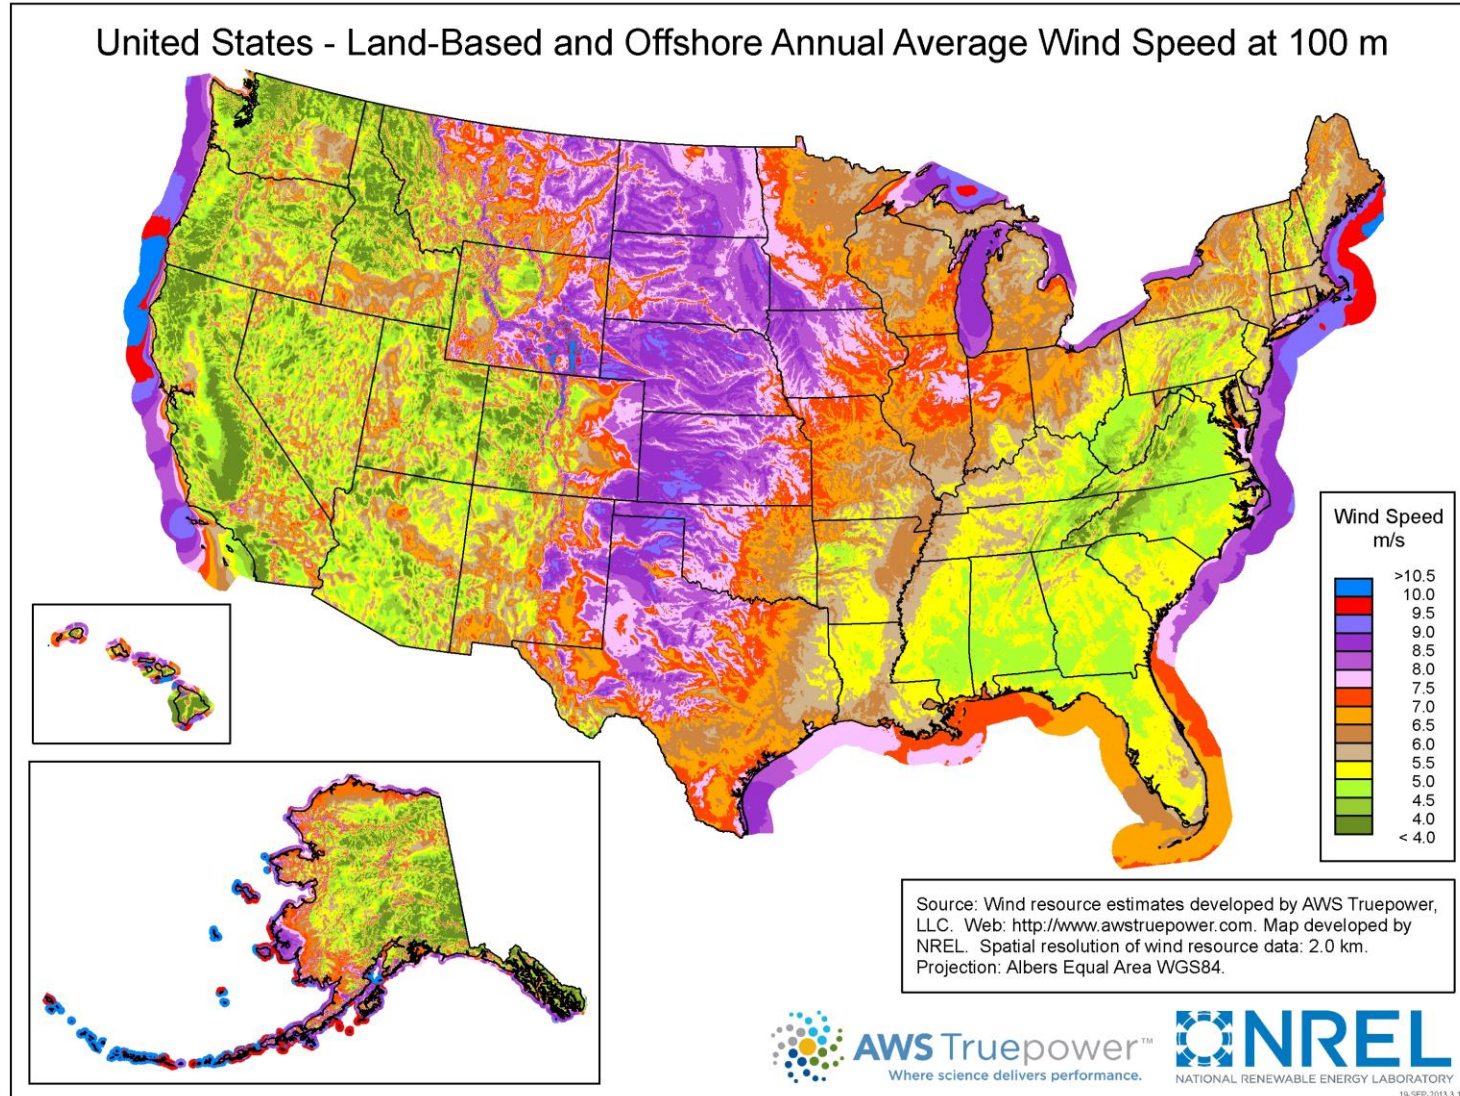 United States - Land-Based and Offshore Annual Average Wind Speed at 100 m
Wind Speed
m/s
>10.5
10.0
9.5
9.0
8.5
8.0
7.5
7.0
6.5
6.0
5.5
5.0
4.5
4.0
< 4.0
Source: Wind resource estimates developed by AWS Truepower,
LLC. Web: http://www.awstruepower.com. Map developed by
NREL. Spatial resolution of wind resource data: 2.0 km.
Projection: Albers Equal Area WGS84.
AWS Truepower™
Where science delivers performance.
NREL
NATIONAL RENEWABLE ENERGY LABORATORY